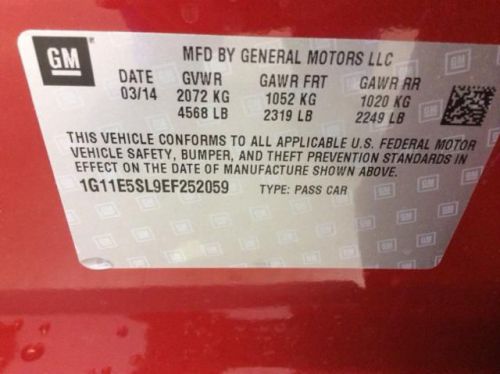 GM
MFD BY GENERAL MOTORS LLC
DATE GVWR GAWR FRT GAWR RR
03/14 2072 KG 1052 KG 1020 KG
4568 LB 2319 LB 2249 LB
THIS VEHICLE CONFORMS TO ALL APPLICABLE U.S. FEDERAL MOTOR
VEHICLE SAFETY, BUMPER, AND THEFT PREVENTION STANDARDS IN
EFFECT ON THE DATE OF MANUFACTURE SHOWN ABOVE.
1G11E5SL9EF252059 TYPE: PASS CAR